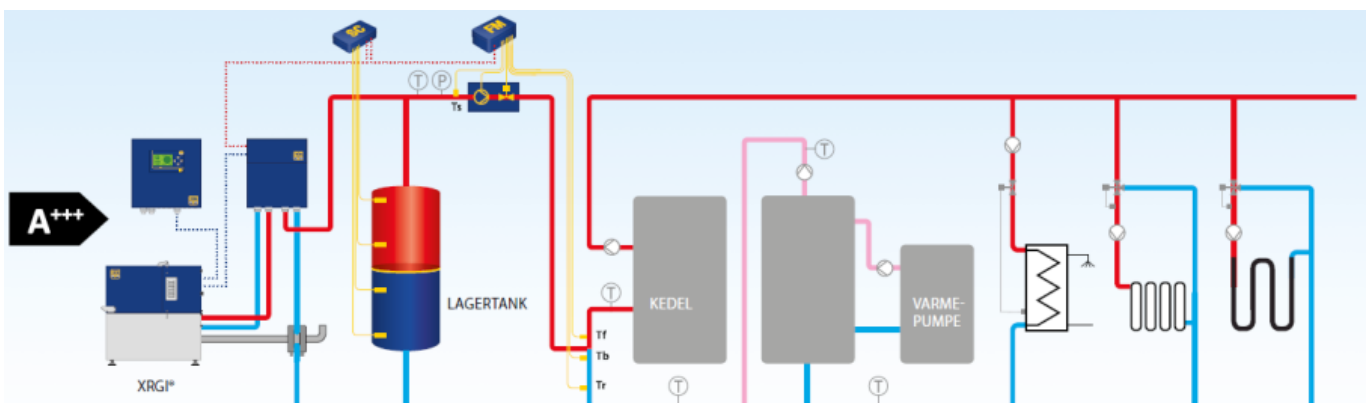 SC
FM
T
P
Ts
T
A+++
LAGERTANK
T
KEDEL
VARME-
PUMPE
Tf
Tb
Tr
XRGI®
T
T